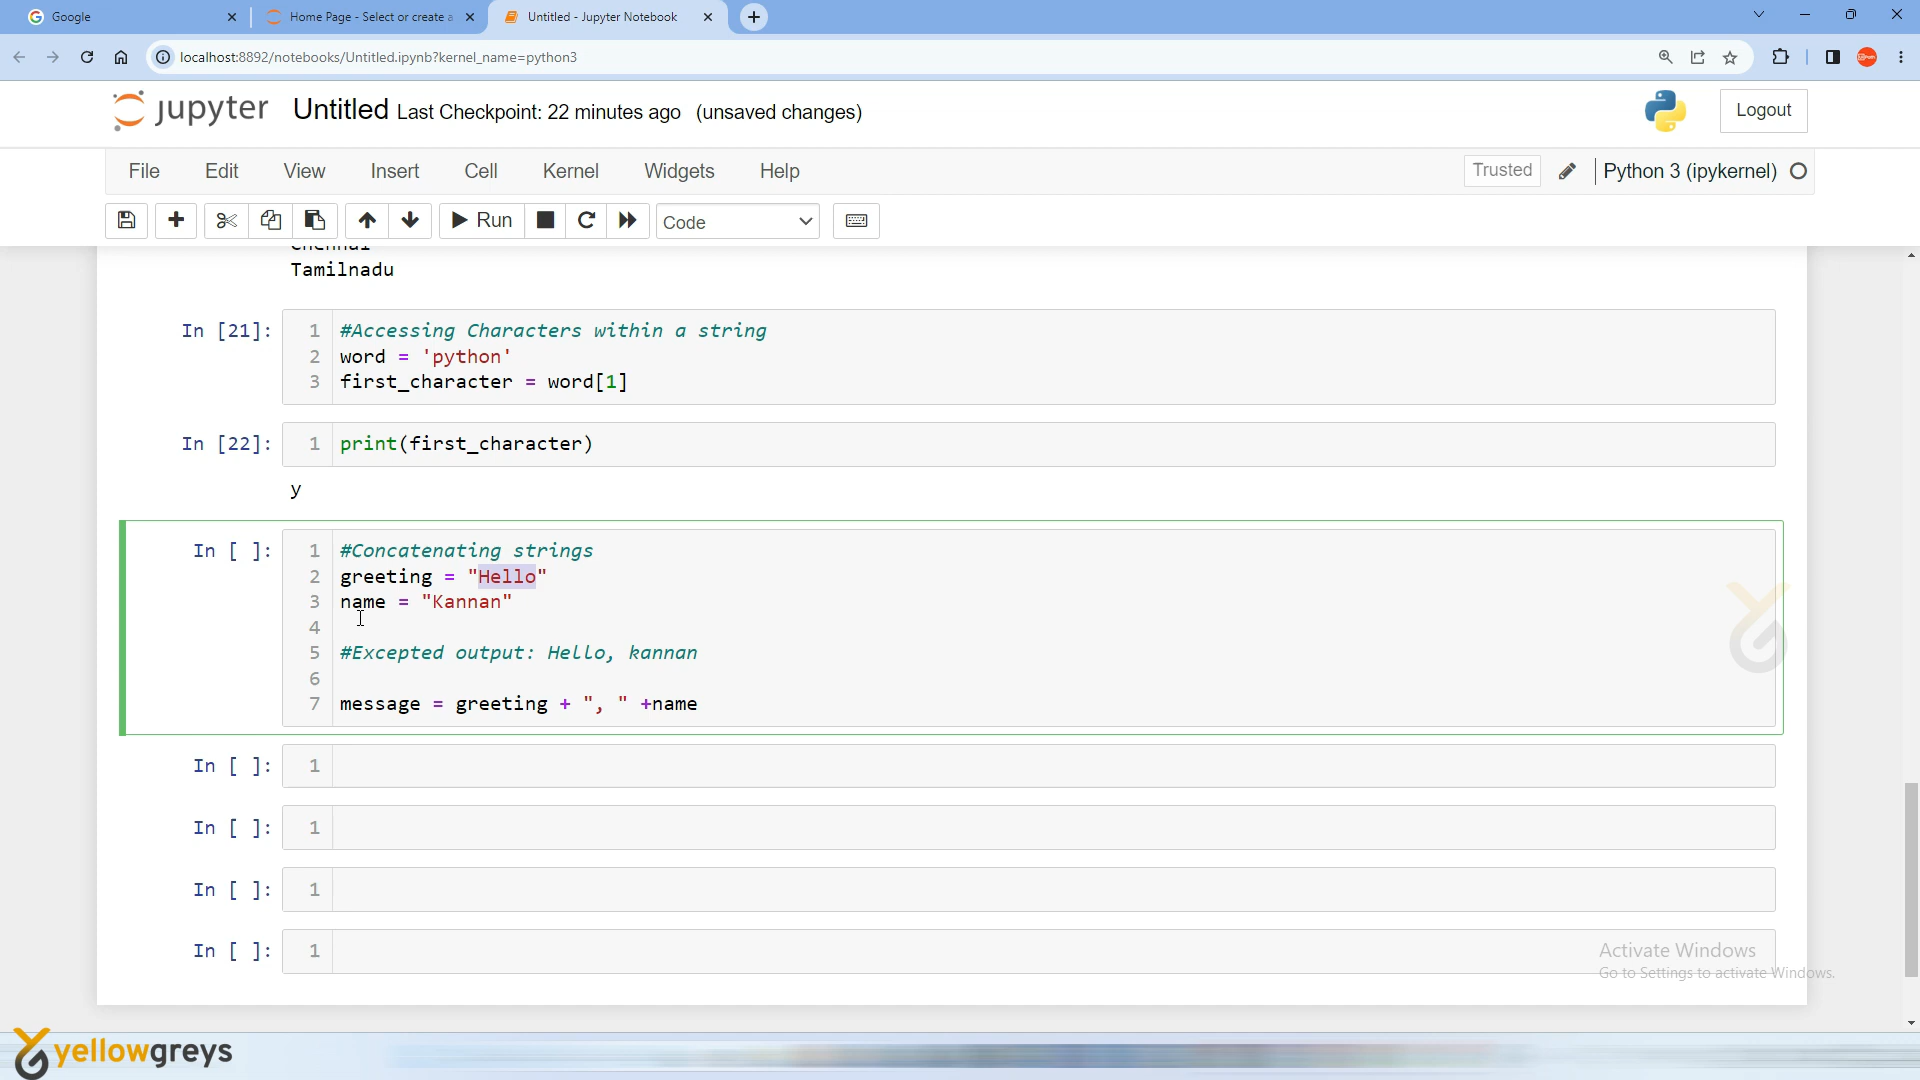 Google
Home Page - Select or create a
Untitled - Jupyter Notebook
localhost:8892/notebooks/Untitled.ipynb?kernel_name=python3
jupyter Untitled Last Checkpoint: 22 minutes ago (unsaved changes)
Logout
File Edit View Insert Cell Kernel Widgets Help
Trusted
Python 3 (ipykernel)
Run
Code
Chennai
Tamilnadu
In [21]:
1 #Accessing Characters within a string
2 word = 'python'
3 first_character = word[1]
In [22]:
1 print(first_character)
y
In [ ]:
1 #Concatenating strings
2 greeting = "Hello"
3 name = "Kannan"
4
5 #Excepted output: Hello, kannan
6
7 message = greeting + ", " +name
In [ ]: 1
In [ ]: 1
In [ ]: 1
In [ ]: 1
Activate Windows
Go to Settings to activate Windows.
yellowgreys